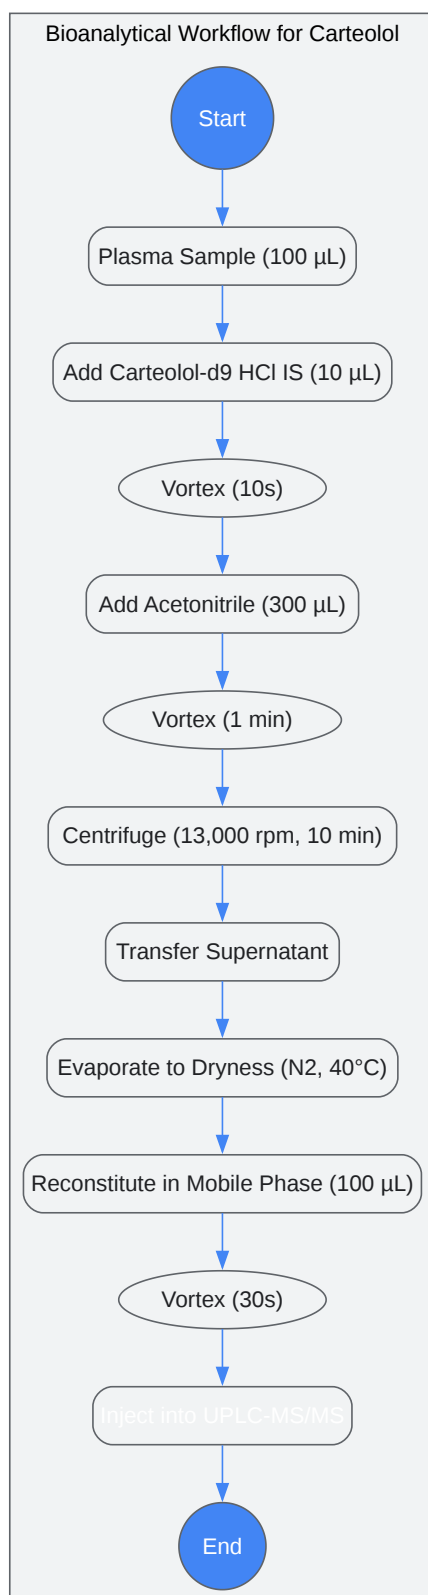 Bioanalytical Workflow for Carteolol
Start
Plasma Sample (100 µL)
Add Carteolol-d9 HCl IS (10 µL)
Vortex (10s)
Add Acetonitrile (300 µL)
Vortex (1 min)
Centrifuge (13,000 rpm, 10 min)
Transfer Supernatant
Evaporate to Dryness (N2, 40°C)
Reconstitute in Mobile Phase (100 µL)
Vortex (30s)
Inject into UPLC-MS/MS
End